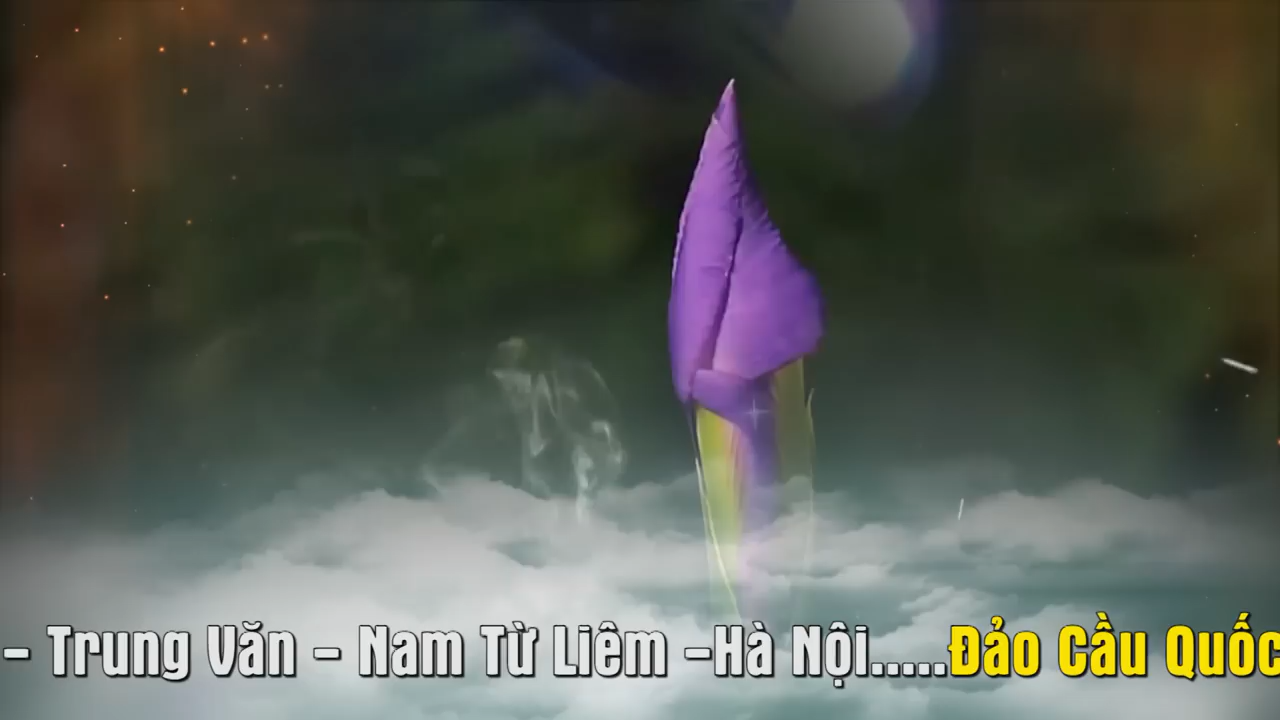 - Trung Văn - Nam Từ Liêm -Hà Nội.....Đảo Cầu Quốc